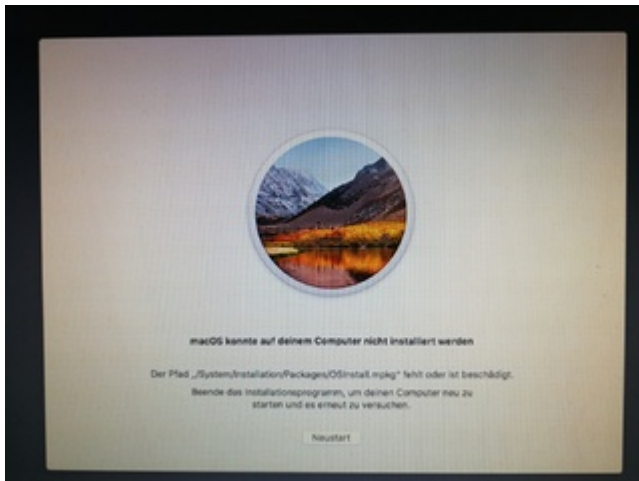 macOS konnte auf deinem Computer nicht installiert werden
Der Pfad „/System/Installation/Packages/OSInstall.mpkg“ fehlt oder ist beschädigt.
Beende das Installationsprogramm, um deinen Computer neu zu
starten und es erneut zu versuchen.
Neustart